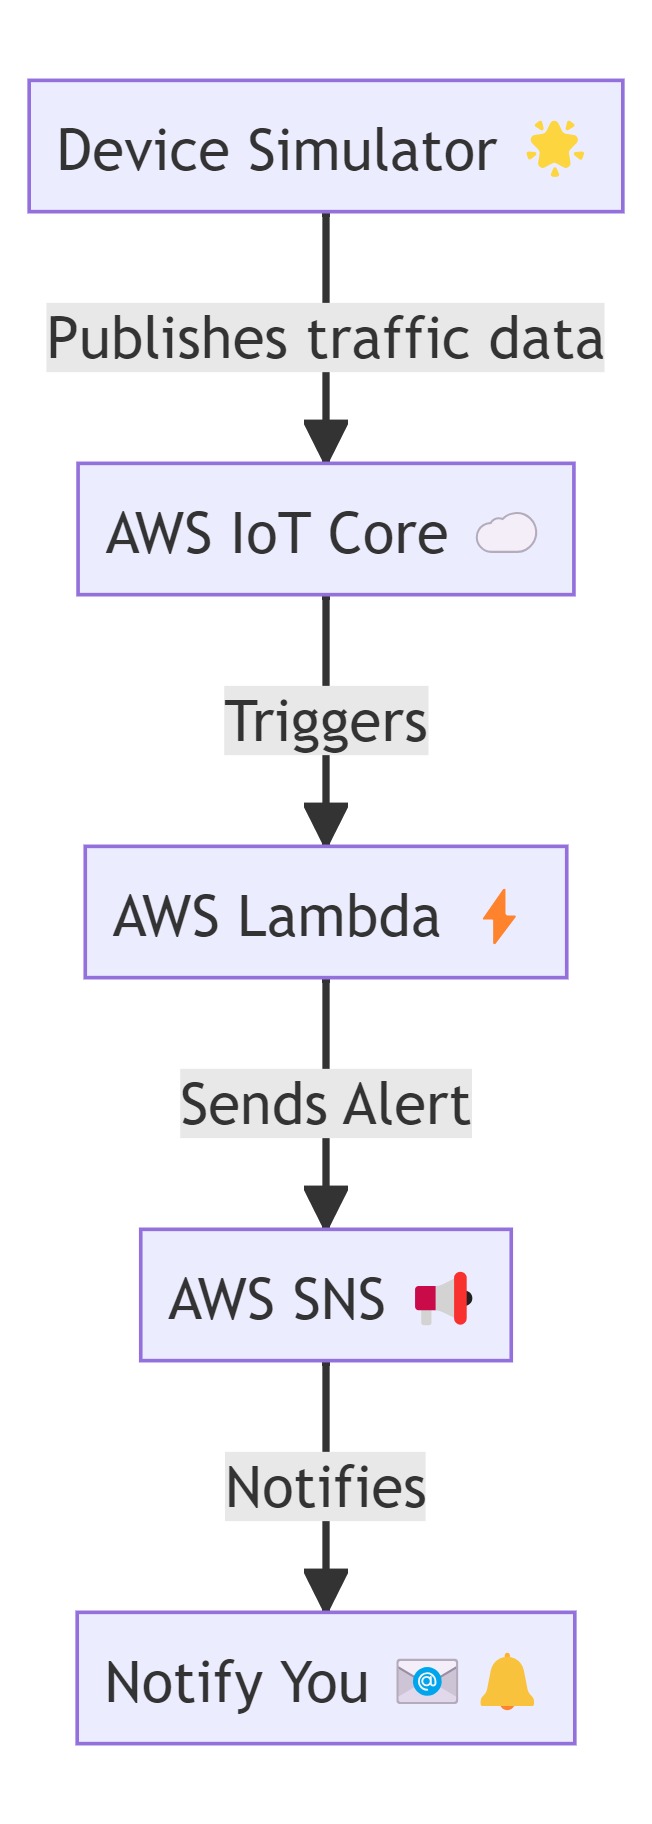 Device Simulator
Publishes traffic data
AWS IoT Core
Triggers
AWS Lambda
Sends Alert
AWS SNS
Notifies
Notify You